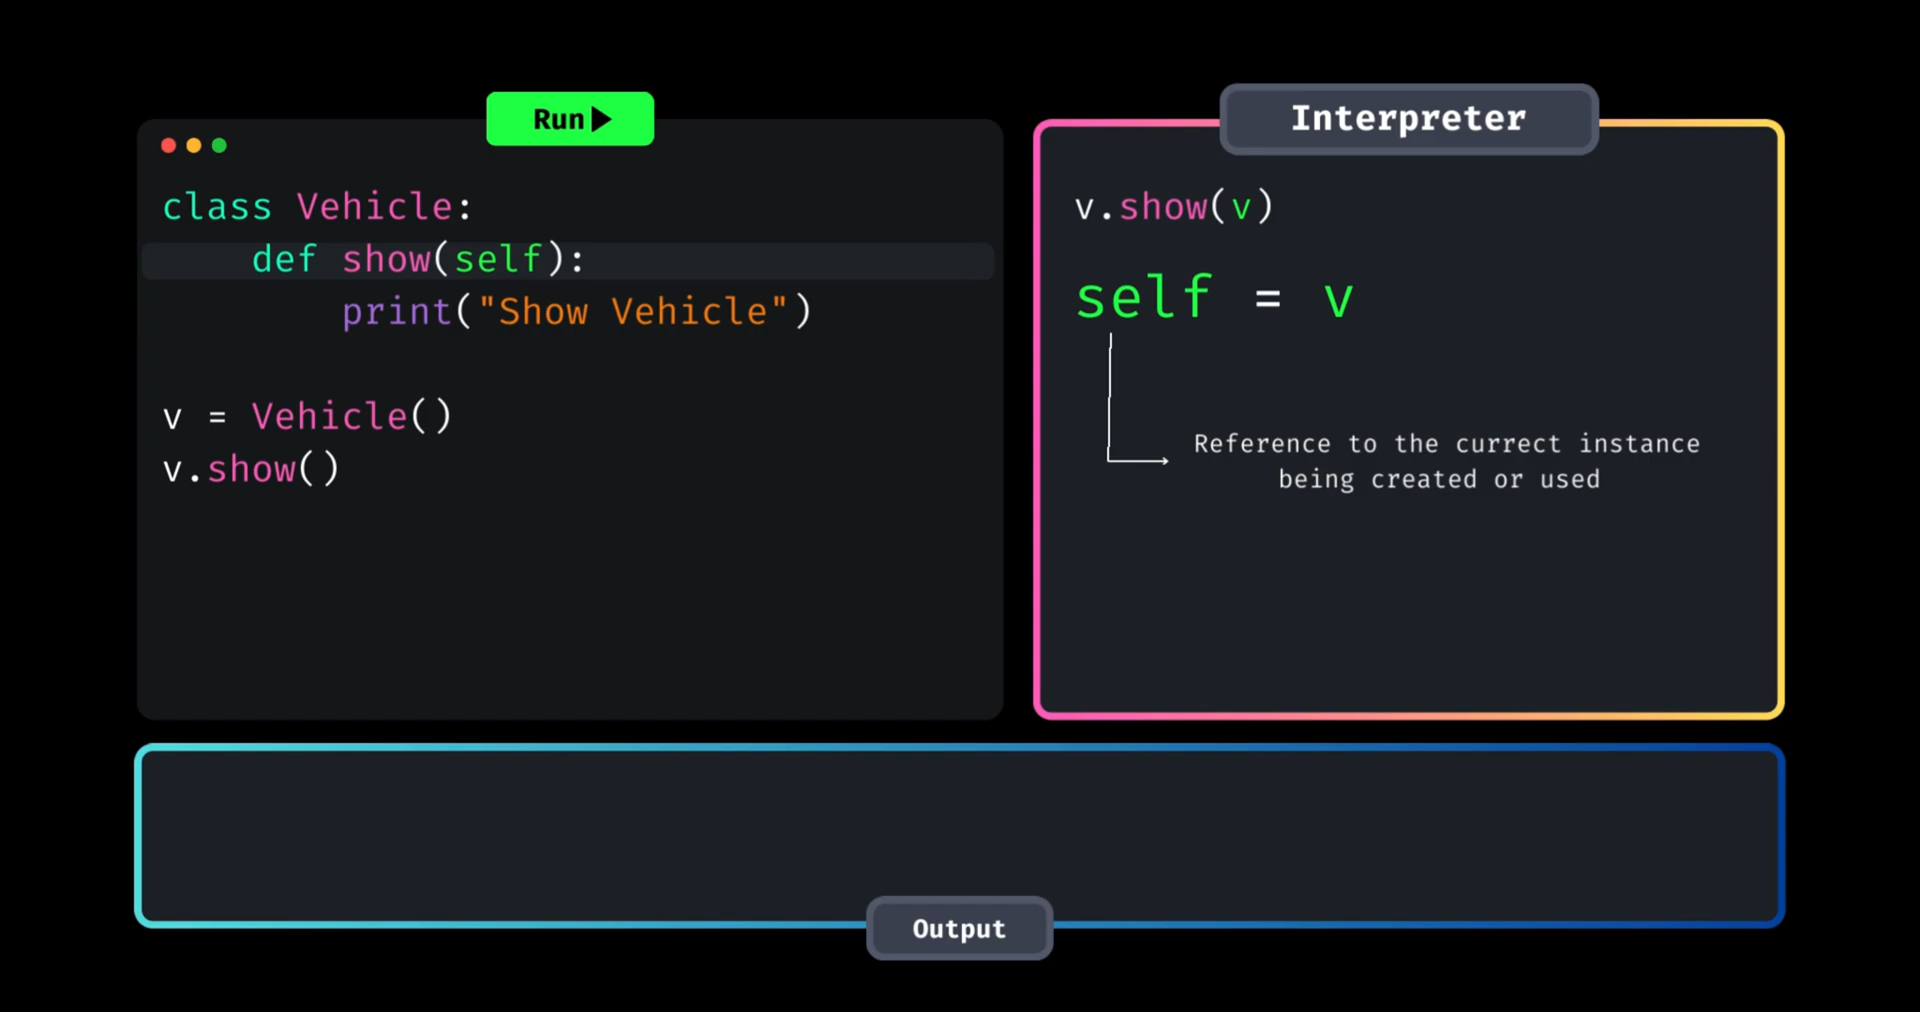 Run
class Vehicle:
    def show(self):
        print("Show Vehicle")
v = Vehicle()
v.show()
Interpreter
v.show(v)
self = v
Reference to the currect instance
being created or used
Output